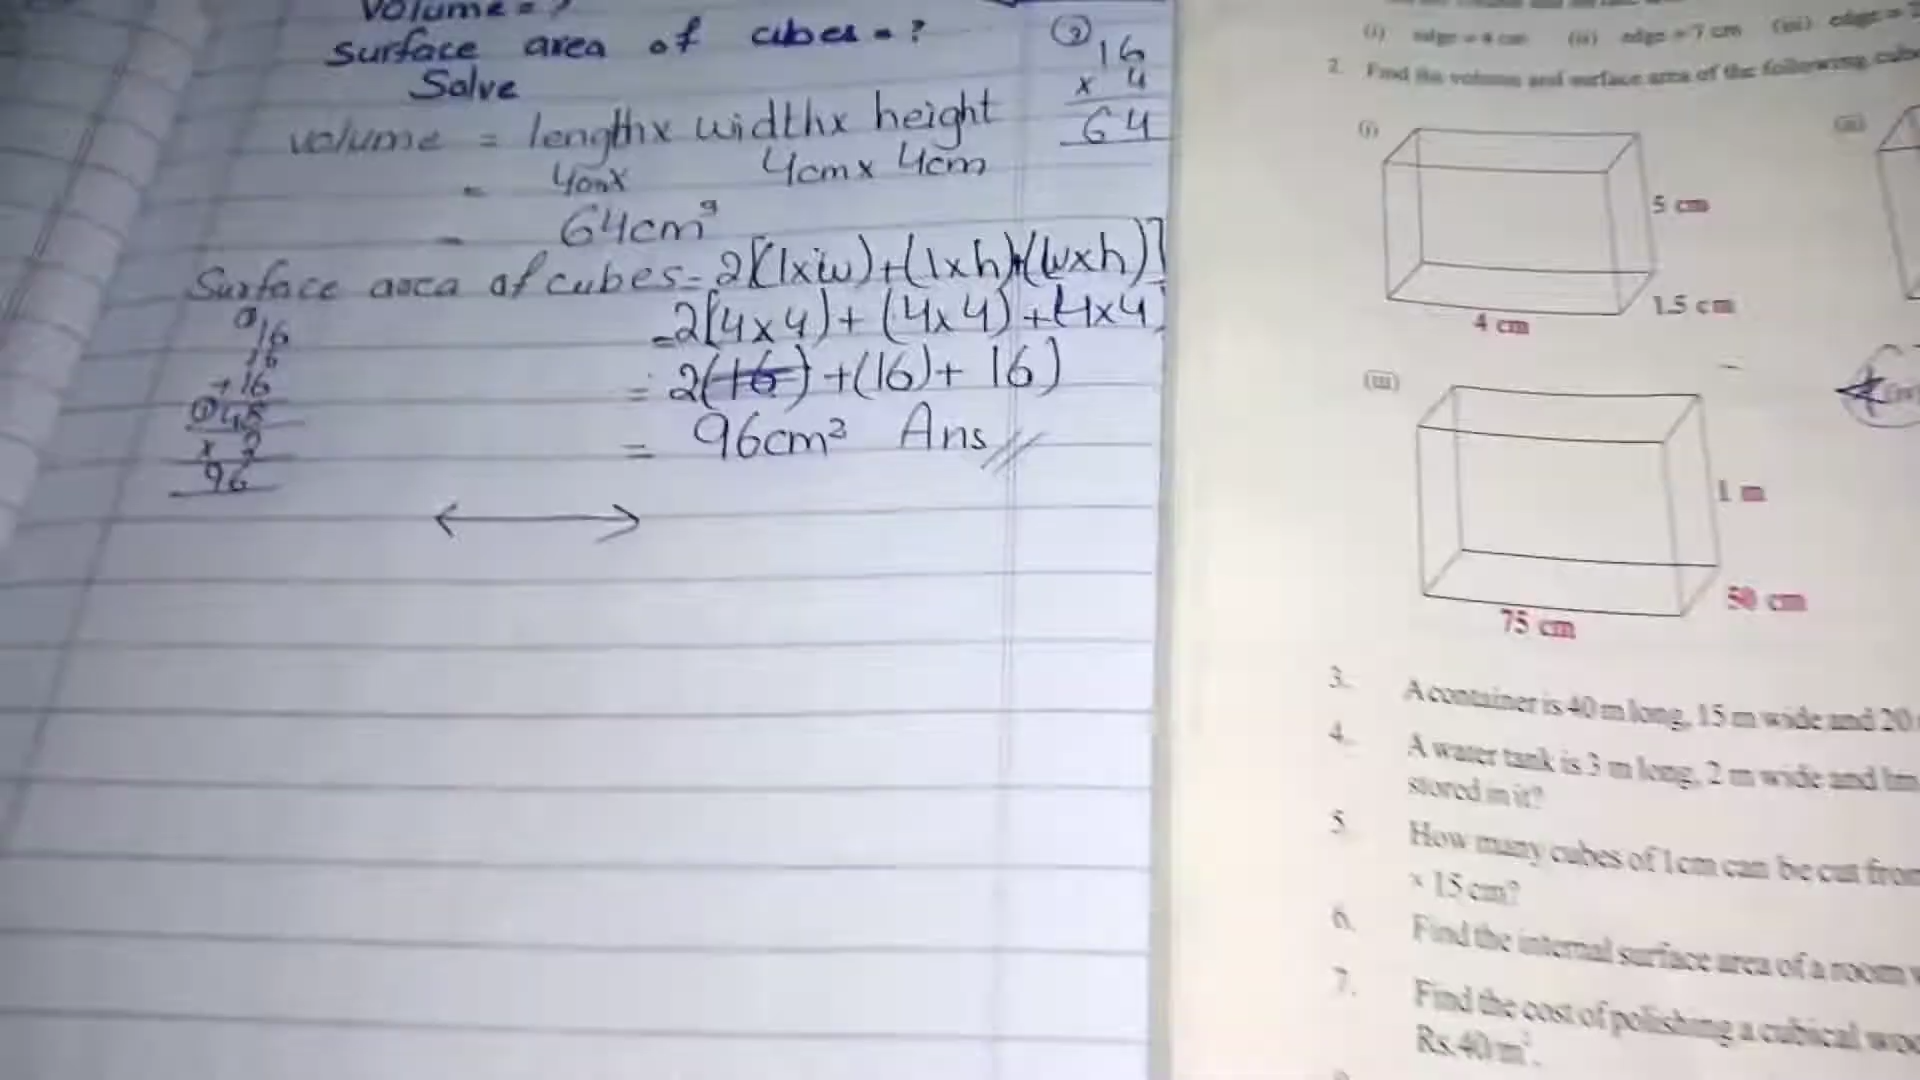 volume = ?
surface area of cubes = ?
Solve
volume = length x width x height
= 4cm x 4cm x 4cm
= 64cm³
Surface area of cubes = 2[(l x w) + (l x h) + (w x h)]
= 2[4 x 4) + (4 x 4) + 4 x 4]
= 2(16) + (16) + 16)
= 96cm² Ans
16
x 4
64
16
16
+ 16
48
x 2
96
(i) edge = 4 cm (ii) edge = 7 cm (iii) edge =
2. Find the volume and surface area of the following
(i)
5 cm
1.5 cm
4 cm
(ii)
(iii)
1 m
50 cm
75 cm
3. A container is 40 m long, 15 m wide and 20
4. A water tank is 3 m long, 2 m wide and
stored in it?
5. How many cubes of 1cm can be cut from
× 15 cm?
6. Find the internal surface area of a room
7. Find the cost of polishing a cubical
Rs. 40/m².